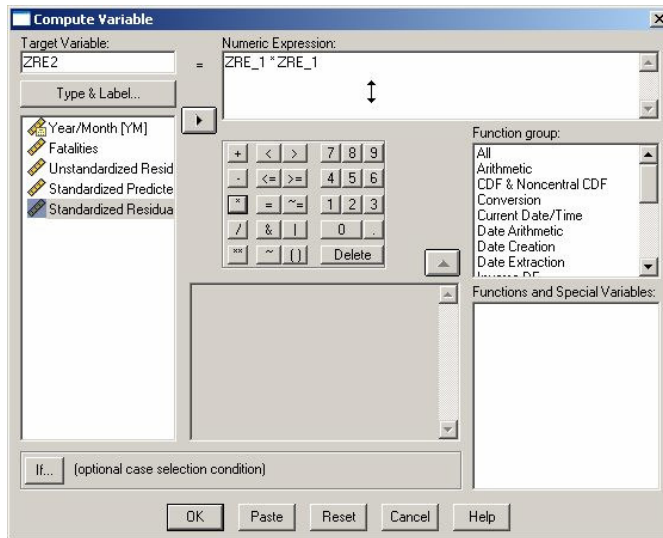 Compute Variable
Target Variable:
ZRE2
=
Numeric Expression:
ZRE_1 * ZRE_1
Type & Label...
Year/Month [YM]
Fatalities
Unstandardized Resid
Standardized Predicte
Standardized Residua
+ < > 7 8 9
- <= >= 4 5 6
* = ~= 1 2 3
/ & | 0 .
** ~ () Delete
Function group:
All
Arithmetic
CDF & Noncentral CDF
Conversion
Current Date/Time
Date Arithmetic
Date Creation
Date Extraction
Inverse DF
Functions and Special Variables:
If... (optional case selection condition)
OK Paste Reset Cancel Help